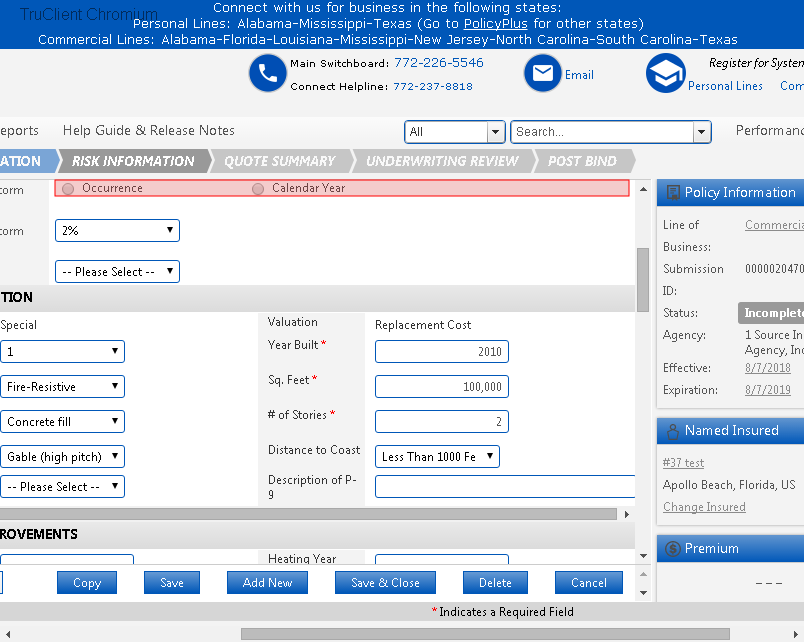 TruClient Chromium
Connect with us for business in the following states:
Personal Lines: Alabama-Mississippi-Texas (Go to PolicyPlus for other states)
Commercial Lines: Alabama-Florida-Louisiana-Mississippi-New Jersey-North Carolina-South Carolina-Texas
Main Switchboard: 772-226-5546
Connect Helpline: 772-237-8818
Email
Register for System
Personal Lines Com
eports Help Guide & Release Notes
All Search... Performanc
ATION RISK INFORMATION QUOTE SUMMARY UNDERWRITING REVIEW POST BIND
torm Occurrence Calendar Year
torm 2%
-- Please Select --
TION
Special Valuation Replacement Cost
1 Year Built * 2010
Fire-Resistive Sq. Feet * 100,000
Concrete fill # of Stories * 2
Gable (high pitch) Distance to Coast Less Than 1000 Fe
-- Please Select -- Description of P-9
ROVEMENTS
Heating Year
Copy Save Add New Save & Close Delete Cancel
* Indicates a Required Field
Policy Information
Line of Business: Commercia
Submission ID: 0000020470
Status: Incomplete
Agency: 1 Source In
Agency, Inc
Effective: 8/7/2018
Expiration: 8/7/2019
Named Insured
#37 test
Apollo Beach, Florida, US
Change Insured
$ Premium
---